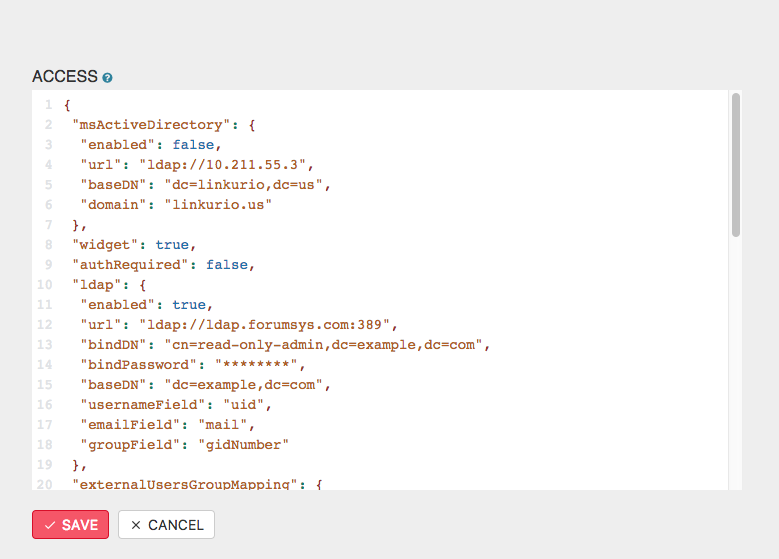 ACCESS ?
1 {
2 "msActiveDirectory": {
3 "enabled": false,
4 "url": "ldap://10.211.55.3",
5 "baseDN": "dc=linkurio,dc=us",
6 "domain": "linkurio.us"
7 },
8 "widget": true,
9 "authRequired": false,
10 "ldap": {
11 "enabled": true,
12 "url": "ldap://ldap.forumsys.com:389",
13 "bindDN": "cn=read-only-admin,dc=example,dc=com",
14 "bindPassword": "********",
15 "baseDN": "dc=example,dc=com",
16 "usernameField": "uid",
17 "emailField": "mail",
18 "groupField": "gidNumber"
19 },
20 "externalUsersGroupMapping": {
SAVE CANCEL